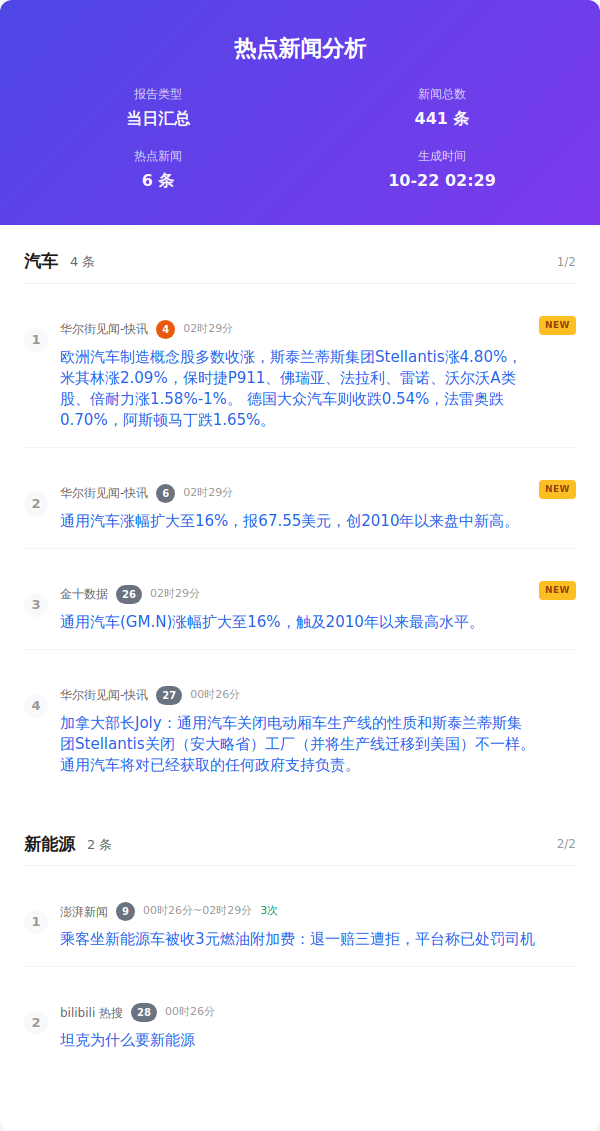 热点新闻分析
报告类型
新闻总数
当日汇总
441 条
热点新闻
生成时间
6 条
10-22 02:29
汽车 4 条 1/2
1 华尔街见闻-快讯 4 02时29分 NEW
欧洲汽车制造概念股多数收涨，斯泰兰蒂斯集团Stellantis涨4.80%，
米其林涨2.09%，保时捷P911、佛瑞亚、法拉利、雷诺、沃尔沃A类
股、倍耐力涨1.58%-1%。 德国大众汽车则收跌0.54%，法雷奥跌
0.70%，阿斯顿马丁跌1.65%。
2 华尔街见闻-快讯 6 02时29分 NEW
通用汽车涨幅扩大至16%，报67.55美元，创2010年以来盘中新高。
3 金十数据 26 02时29分 NEW
通用汽车(GM.N)涨幅扩大至16%，触及2010年以来最高水平。
4 华尔街见闻-快讯 27 00时26分
加拿大部长Joly：通用汽车关闭电动厢车生产线的性质和斯泰兰蒂斯集
团Stellantis关闭（安大略省）工厂（并将生产线迁移到美国）不一样。
通用汽车将对已经获取的任何政府支持负责。
新能源 2 条 2/2
1 澎湃新闻 9 00时26分~02时29分 3次
乘客坐新能源车被收3元燃油附加费：退一赔三遭拒，平台称已处罚司机
2 bilibili 热搜 28 00时26分
坦克为什么要新能源